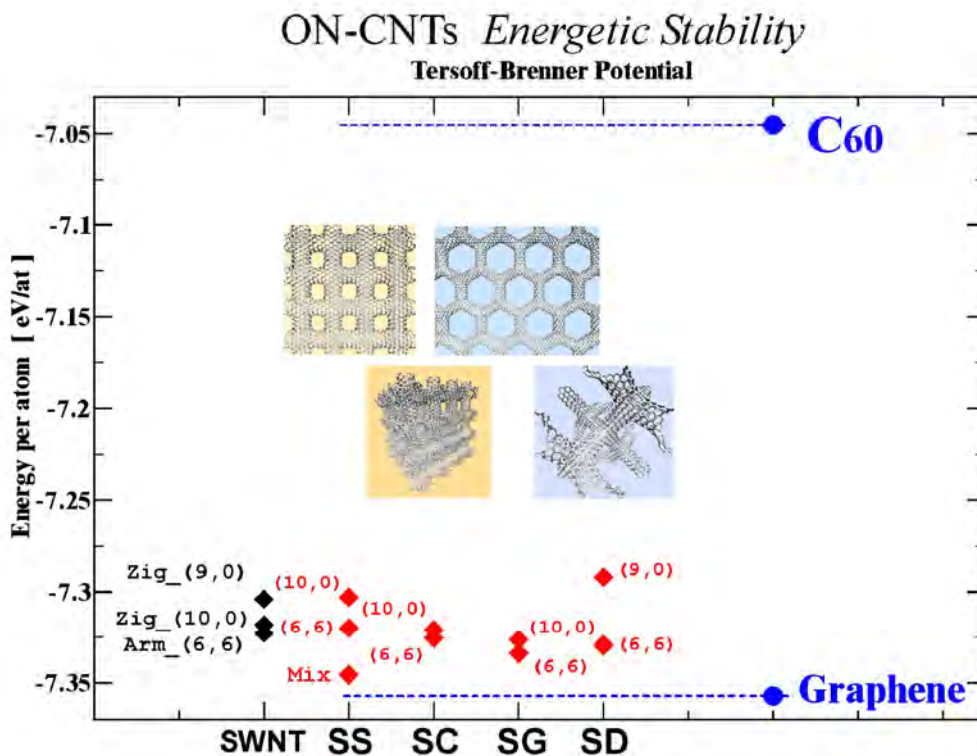 ON-CNTs Energetic Stability
Tersoff-Brenner Potential
-7.05
C60
-7.1
-7.15
-7.2
-7.25
-7.3
-7.35
Energy per atom [ eV/at ]
Zig_(9,0)
(10,0)
(9,0)
Zig_(10,0)
(6,6)
(10,0)
(10,0)
Arm_(6,6)
(6,6)
(6,6)
(6,6)
Mix
Graphene
SWNT SS SC SG SD